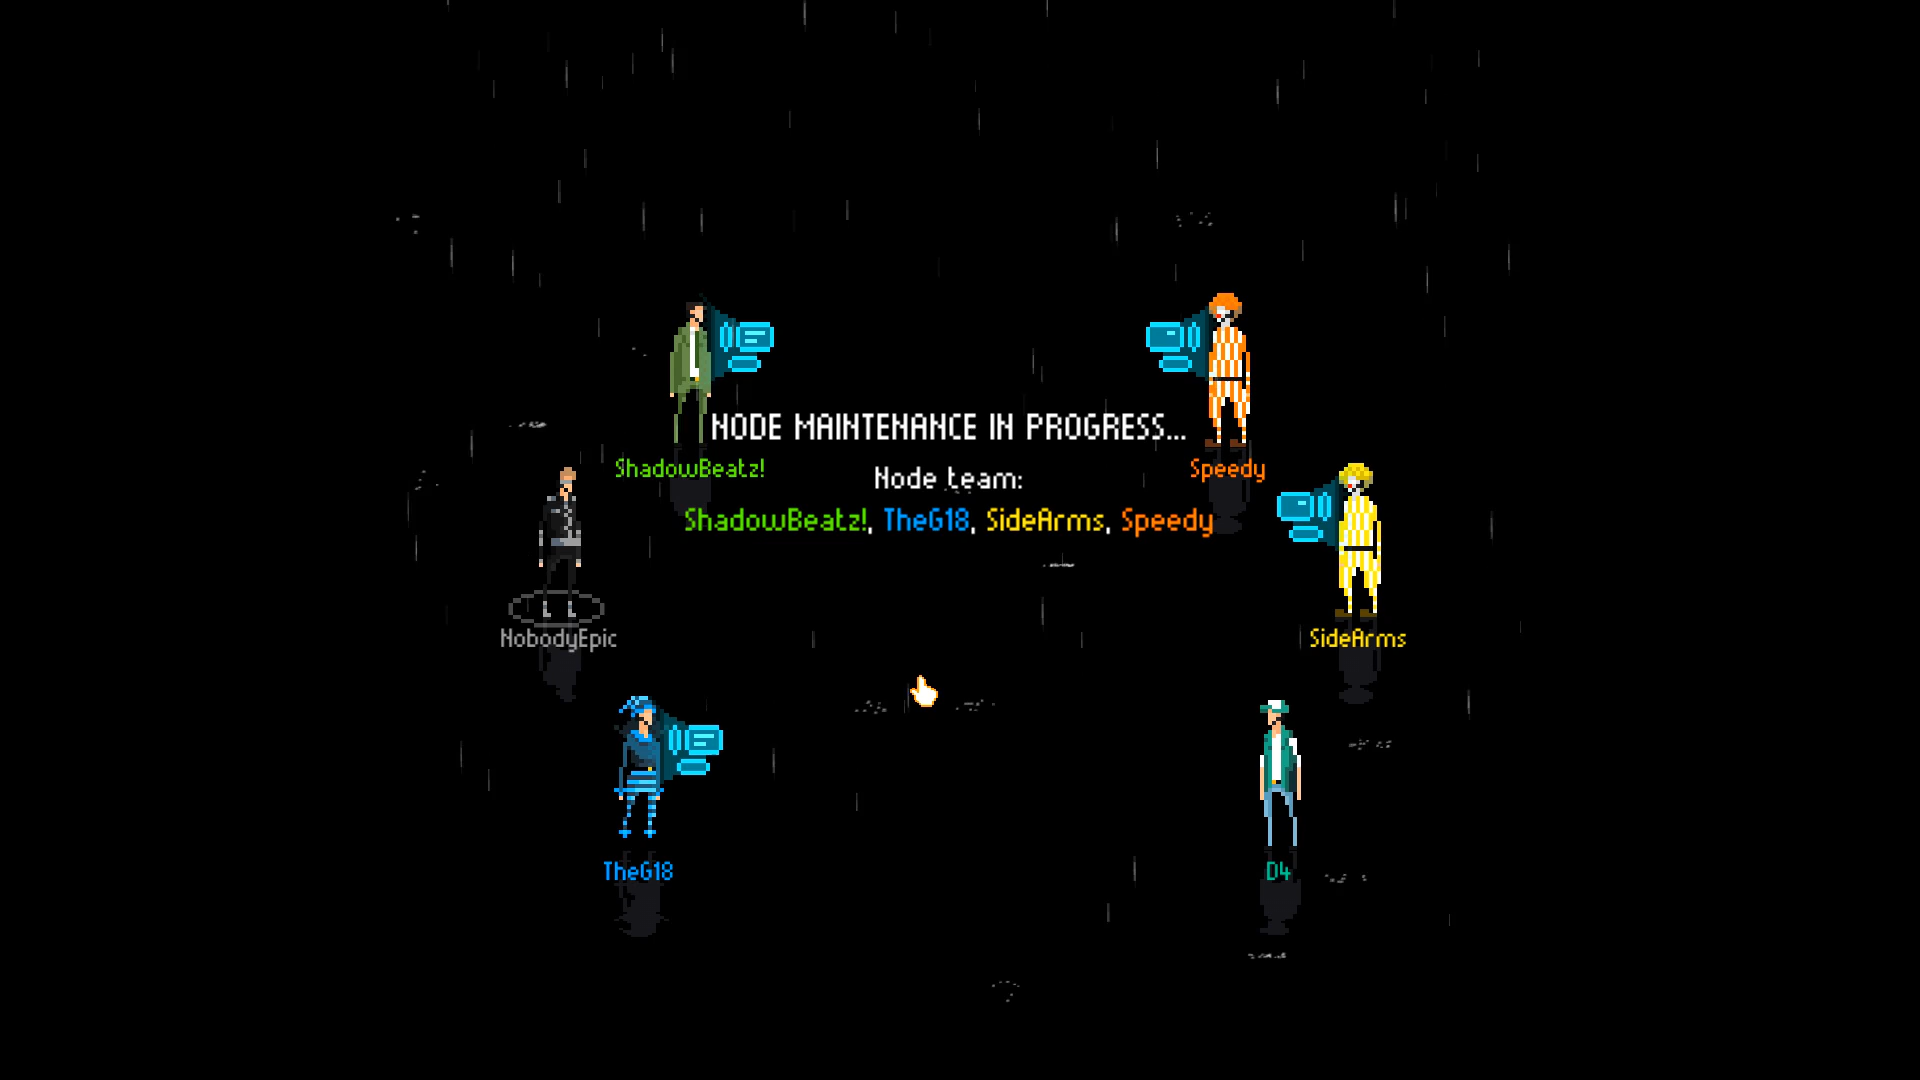 NODE MAINTENANCE IN PROGRESS...
ShadowBeatz!
Speedy
Node team:
ShadowBeatz!, TheG18, SideArms, Speedy
NobodyEpic
SideArms
TheG18
D4